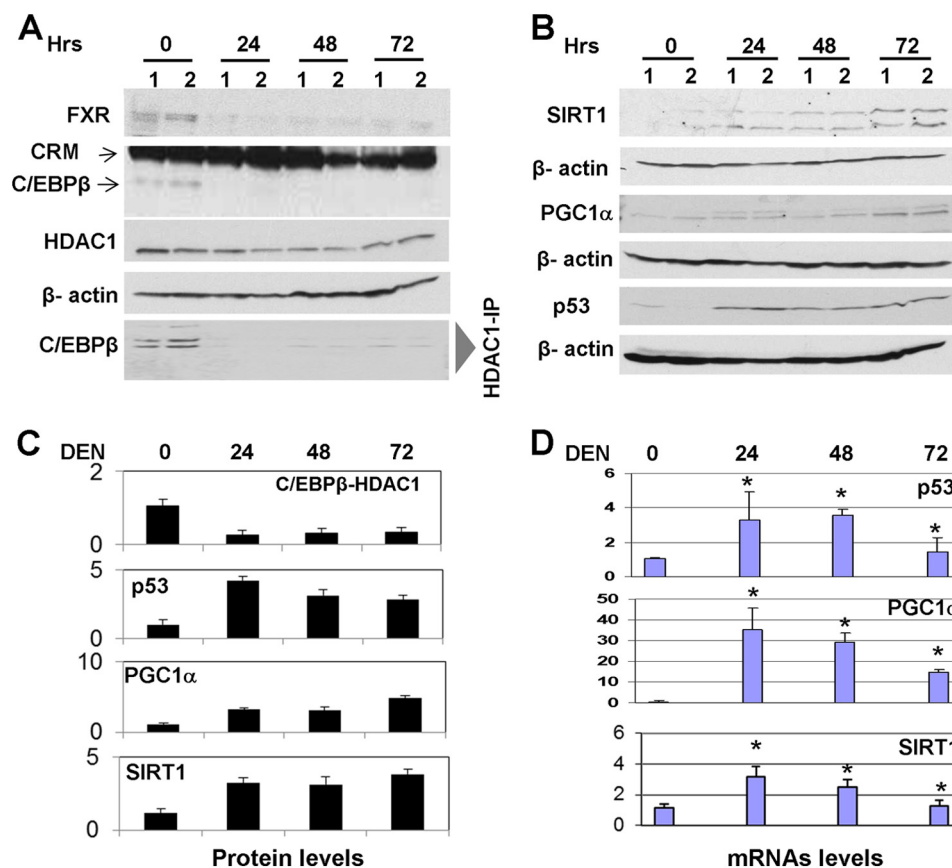 A
Hrs 0 24 48 72
1 2 1 2 1 2 1 2
FXR
CRM
C/EBPβ
HDAC1
β- actin
C/EBPβ
HDAC1-IP
B
Hrs 0 24 48 72
1 2 1 2 1 2 1 2
SIRT1
β- actin
PGC1α
β- actin
p53
β- actin
C
DEN 0 24 48 72
2
C/EBPβ-HDAC1
0
5
p53
0
10
PGC1α
0
5
SIRT1
0
Protein levels
D
DEN 0 24 48 72
6
p53
* * *
4
2
0
50
PGC1α
* * *
40
30
20
10
0
6
SIRT1
* * *
4
2
0
mRNAs levels